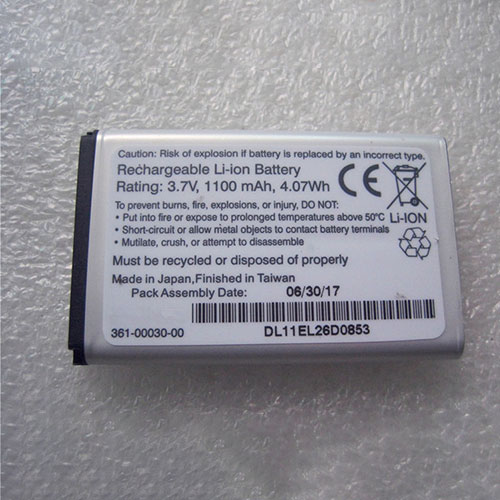 Caution: Risk of explosion if battery is replaced by an incorrect type.
Rechargeable Li-ion Battery
Rating: 3.7V, 1100 mAh, 4.07Wh
CE
To prevent burns, fire, explosions, or injury, DO NOT:
• Put into fire or expose to prolonged temperatures above 50°C
• Short-circuit or allow metal objects to contact battery terminals
• Mutilate, crush, or attempt to disassemble
Li-ION
Must be recycled or disposed of properly
Made in Japan,Finished in Taiwan
Pack Assembly Date: 06/30/17
361-00030-00
DL11EL26D0853